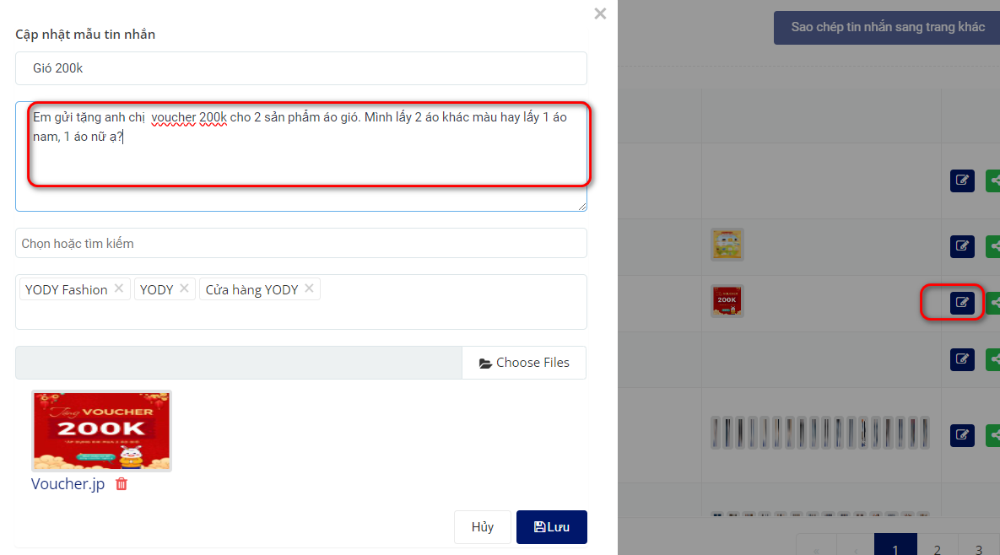 ×
Cập nhật mẫu tin nhắn
Sao chép tin nhắn sang trang khác
Gió 200k
Em gửi tặng anh chị  voucher 200k cho 2 sản phẩm áo gió. Mình lấy 2 áo khác màu hay lấy 1 áo
nam, 1 áo nữ ạ?
Chọn hoặc tìm kiếm
YODY Fashion × YODY × Cửa hàng YODY ×
Choose Files
Tặng VOUCHER
200K
Voucher.jp
200K
Hủy Lưu
« ‹ 1 2 3